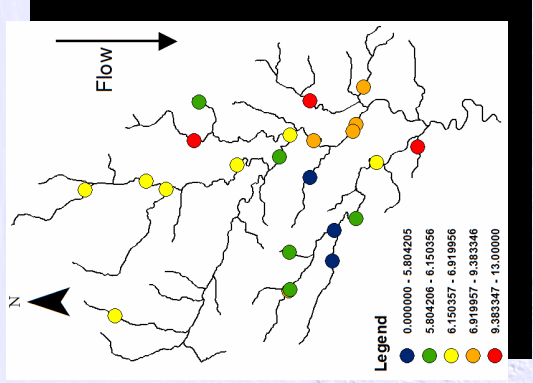 Flow
N
Legend
0.000000 - 5.804205
5.804206 - 6.150356
6.150357 - 6.919956
6.919957 - 9.383346
9.383347 - 13.00000